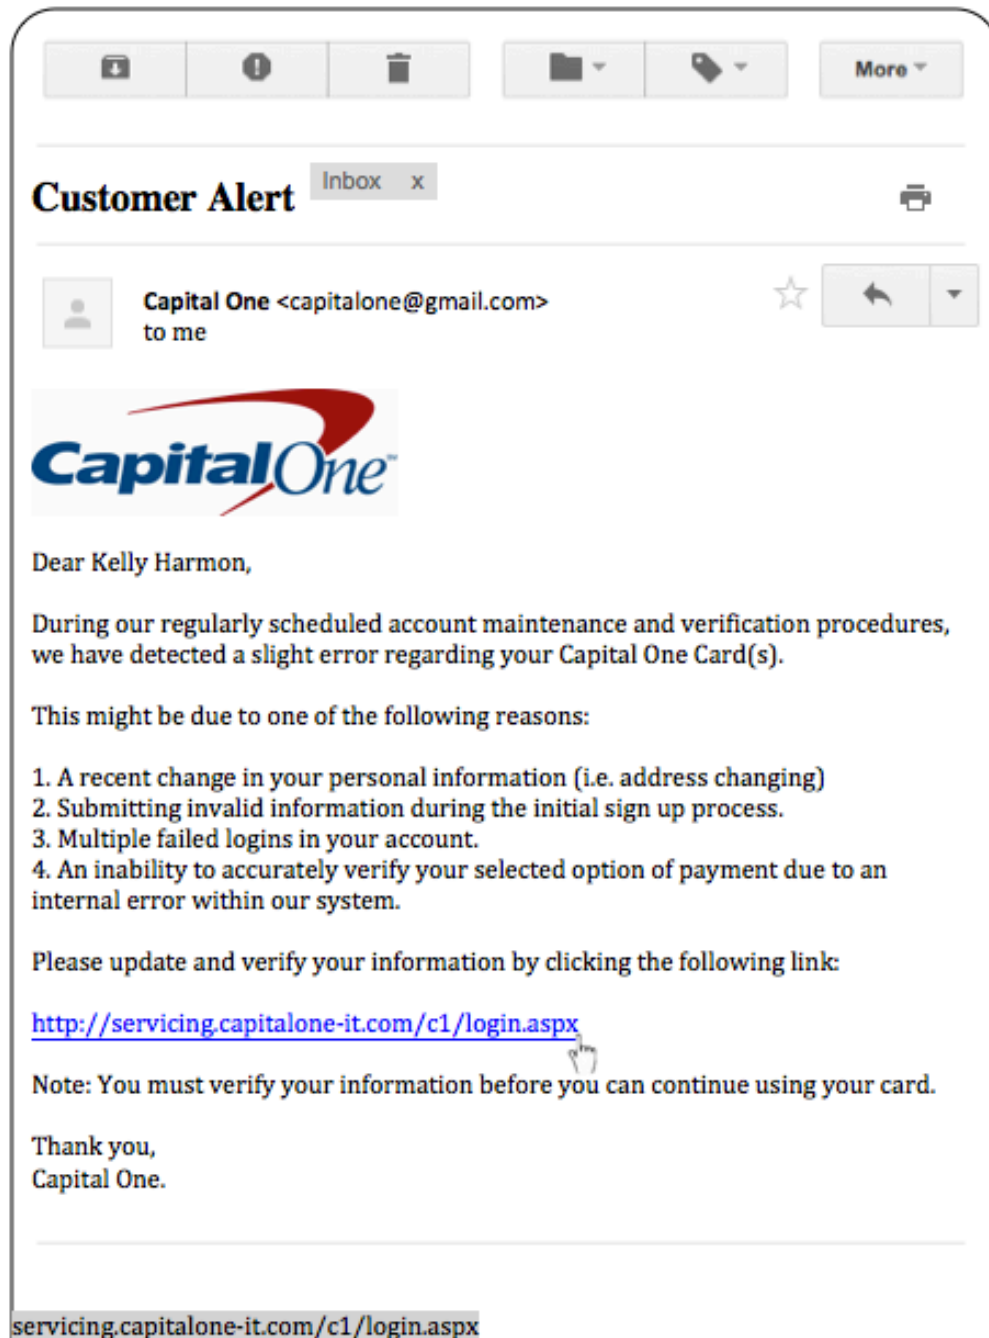 More
Customer Alert Inbox x
Capital One <capitalone@gmail.com>
to me
CapitalOne™
Dear Kelly Harmon,
During our regularly scheduled account maintenance and verification procedures,
we have detected a slight error regarding your Capital One Card(s).
This might be due to one of the following reasons:
1. A recent change in your personal information (i.e. address changing)
2. Submitting invalid information during the initial sign up process.
3. Multiple failed logins in your account.
4. An inability to accurately verify your selected option of payment due to an
internal error within our system.
Please update and verify your information by clicking the following link:
http://servicing.capitalone-it.com/c1/login.aspx
Note: You must verify your information before you can continue using your card.
Thank you,
Capital One.
servicing.capitalone-it.com/c1/login.aspx